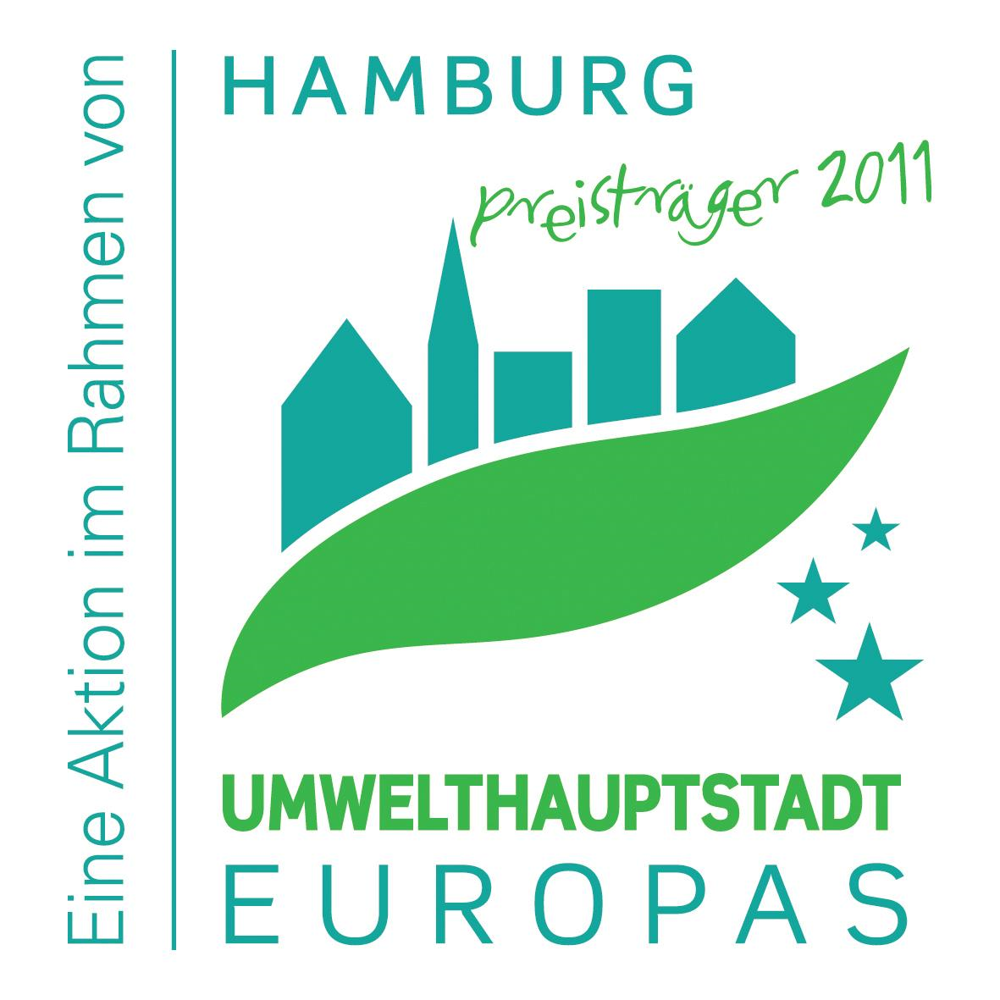 Eine Aktion im Rahmen von
HAMBURG
preisträger 2011
UMWELTHAUPTSTADT
EUROPAS